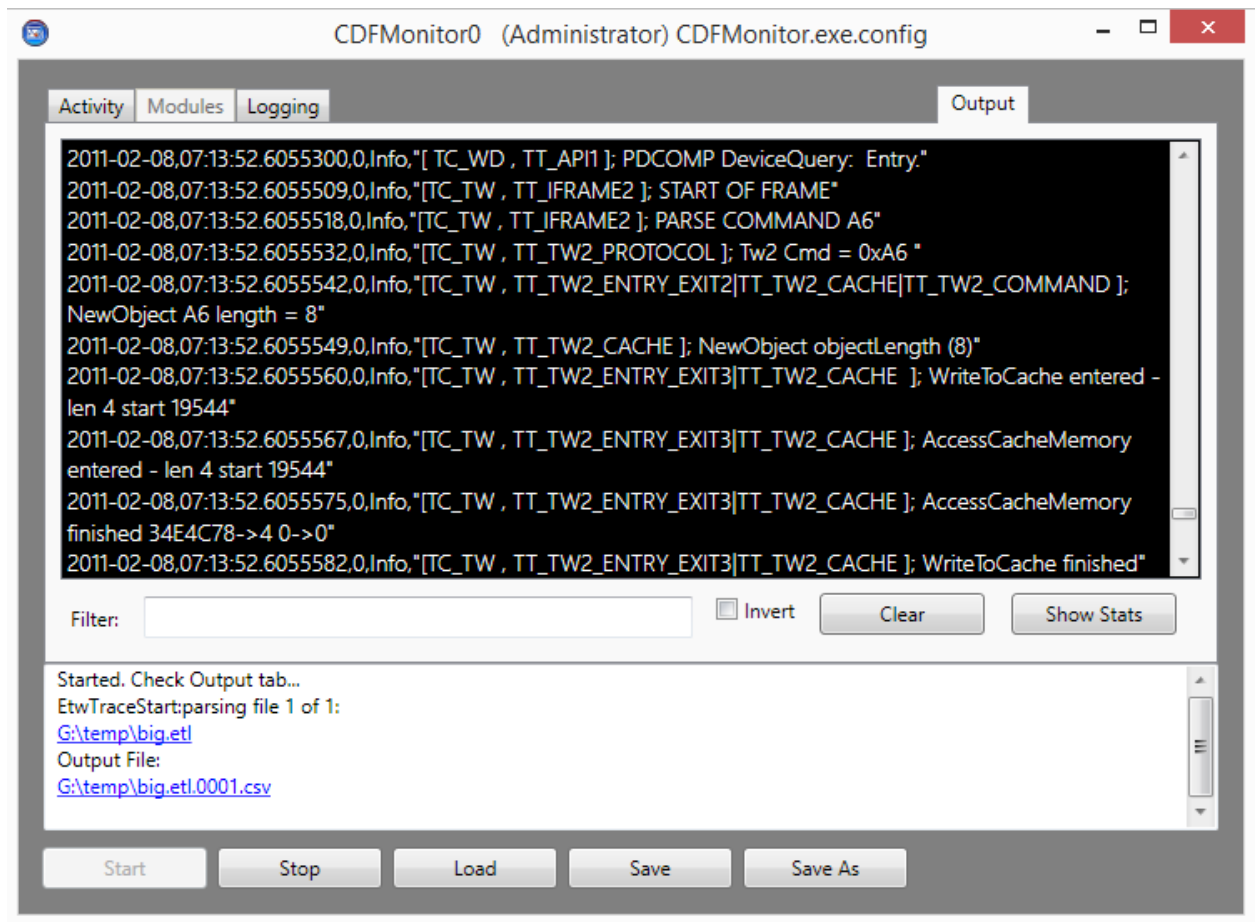 CDFMonitor0 (Administrator) CDFMonitor.exe.config
Activity Modules Logging Output
2011-02-08,07:13:52.6055300,0,Info,"[ TC_WD , TT_API1 ]; PDCOMP DeviceQuery:  Entry."
2011-02-08,07:13:52.6055509,0,Info,"[TC_TW , TT_IFRAME2 ]; START OF FRAME"
2011-02-08,07:13:52.6055518,0,Info,"[TC_TW , TT_IFRAME2 ]; PARSE COMMAND A6"
2011-02-08,07:13:52.6055532,0,Info,"[TC_TW , TT_TW2_PROTOCOL ]; Tw2 Cmd = 0xA6 "
2011-02-08,07:13:52.6055542,0,Info,"[TC_TW , TT_TW2_ENTRY_EXIT2|TT_TW2_CACHE|TT_TW2_COMMAND ];
NewObject A6 length = 8"
2011-02-08,07:13:52.6055549,0,Info,"[TC_TW , TT_TW2_CACHE ]; NewObject objectLength (8)"
2011-02-08,07:13:52.6055560,0,Info,"[TC_TW , TT_TW2_ENTRY_EXIT3|TT_TW2_CACHE  ]; WriteToCache entered -
len 4 start 19544"
2011-02-08,07:13:52.6055567,0,Info,"[TC_TW , TT_TW2_ENTRY_EXIT3|TT_TW2_CACHE ]; AccessCacheMemory
entered - len 4 start 19544"
2011-02-08,07:13:52.6055575,0,Info,"[TC_TW , TT_TW2_ENTRY_EXIT3|TT_TW2_CACHE ]; AccessCacheMemory
finished 34E4C78->4 0->0"
2011-02-08,07:13:52.6055582,0,Info,"[TC_TW , TT_TW2_ENTRY_EXIT3|TT_TW2_CACHE ]; WriteToCache finished"
Filter: Invert Clear Show Stats
Started. Check Output tab...
EtwTraceStart:parsing file 1 of 1:
G:\temp\big.etl
Output File:
G:\temp\big.etl.0001.csv
Start Stop Load Save Save As